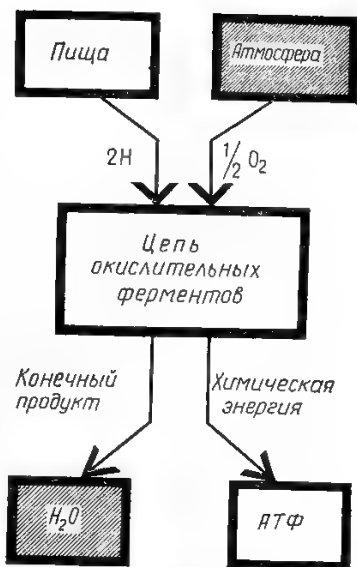 Пища
Атмосфера
2H
1/2 O₂
Цепь
окислительных
ферментов
Конечный
продукт
Химическая
энергия
H₂O
АТФ